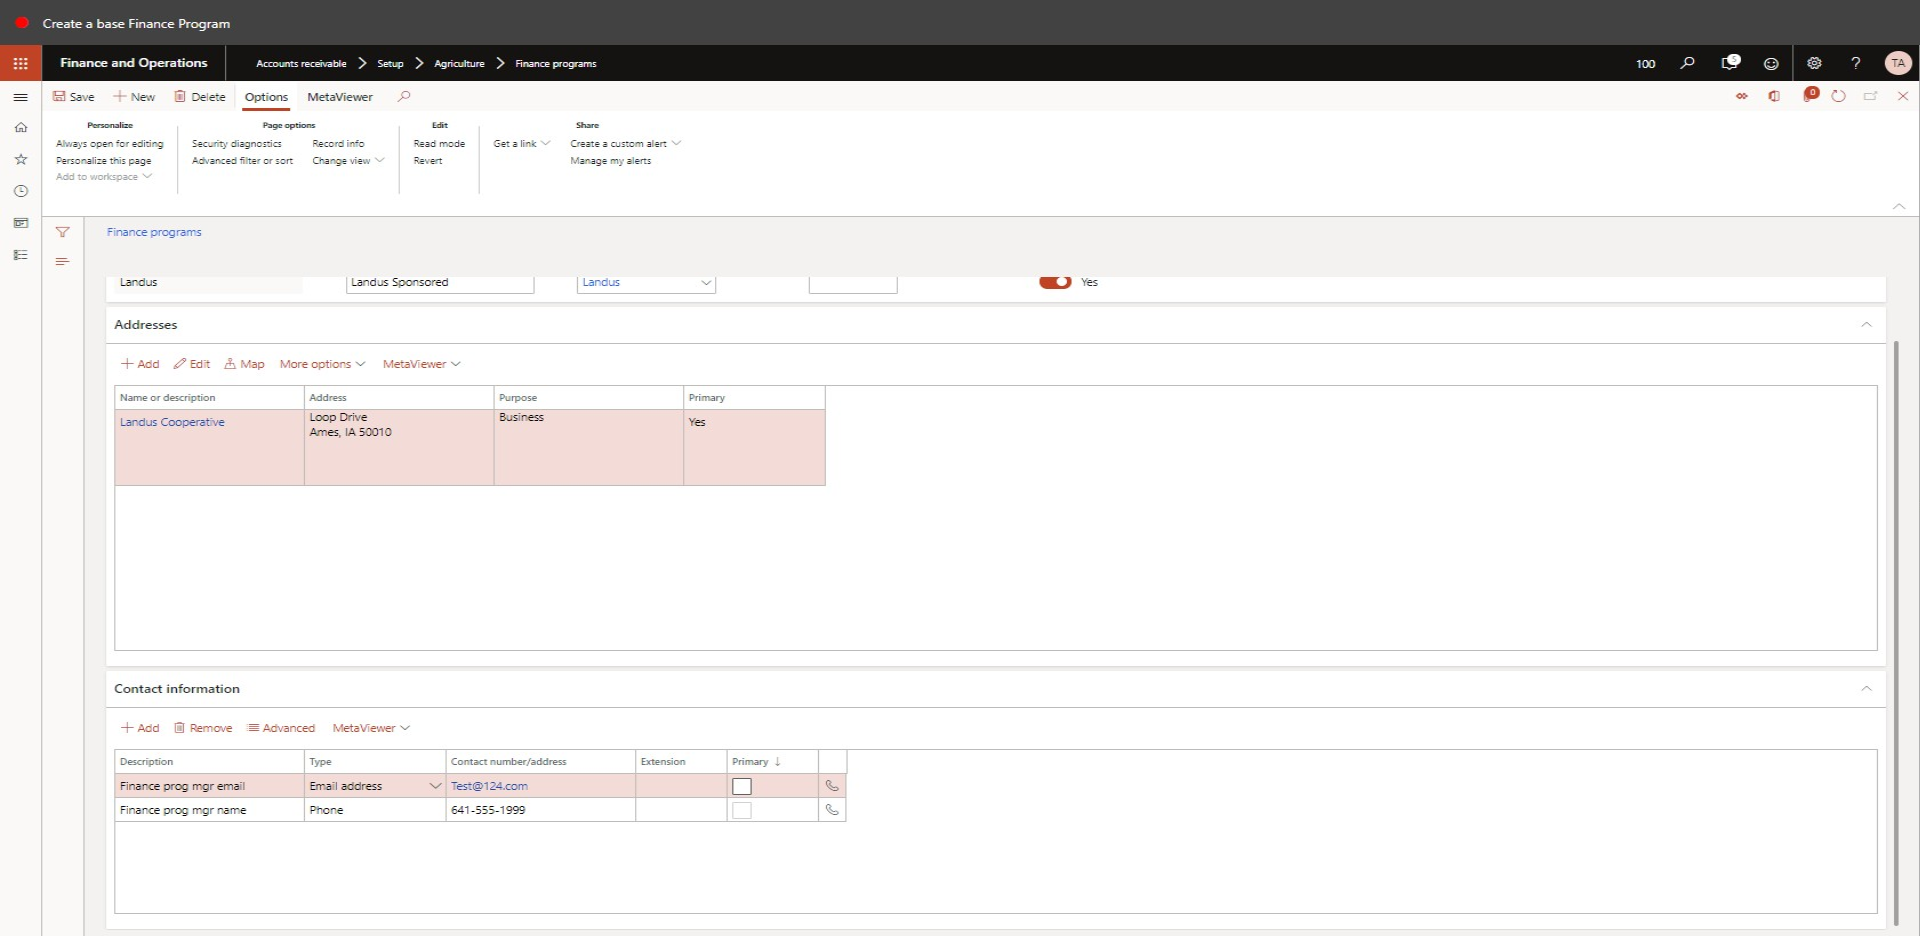 Create a base Finance Program
Finance and Operations
Accounts receivable
Setup
Agriculture
Finance programs
100
5
TA
Save
New
Delete
Options
MetaViewer
0
Personalize
Always open for editing
Personalize this page
Add to workspace
Page options
Security diagnostics
Advanced filter or sort
Record info
Change view
Edit
Read mode
Revert
Share
Get a link
Create a custom alert
Manage my alerts
Finance programs
Landus
Landus Sponsored
Landus
Yes
Addresses
Add
Edit
Map
More options
MetaViewer
Name or description
Address
Purpose
Primary
Landus Cooperative
Loop Drive
Ames, IA 50010
Business
Yes
Contact information
Add
Remove
Advanced
MetaViewer
Description
Type
Contact number/address
Extension
Primary ↓
Finance prog mgr email
Email address
Test@124.com
Finance prog mgr name
Phone
641-555-1999